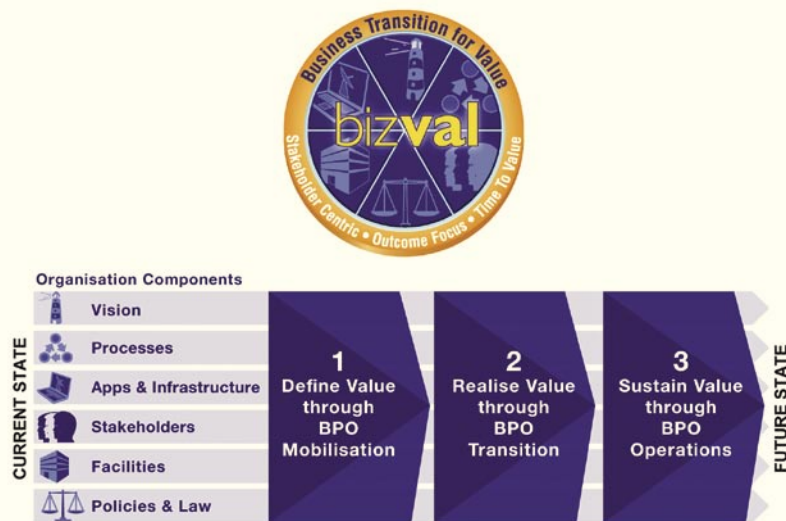 Business Transition for Value
bizval
Stakeholder Centric • Outcome Focus • Time To Value
Organisation Components
CURRENT STATE
Vision
Processes
Apps & Infrastructure
Stakeholders
Facilities
Policies & Law
1
Define Value
through
BPO
Mobilisation
2
Realise Value
through
BPO
Transition
3
Sustain Value
through
BPO
Operations
FUTURE STATE